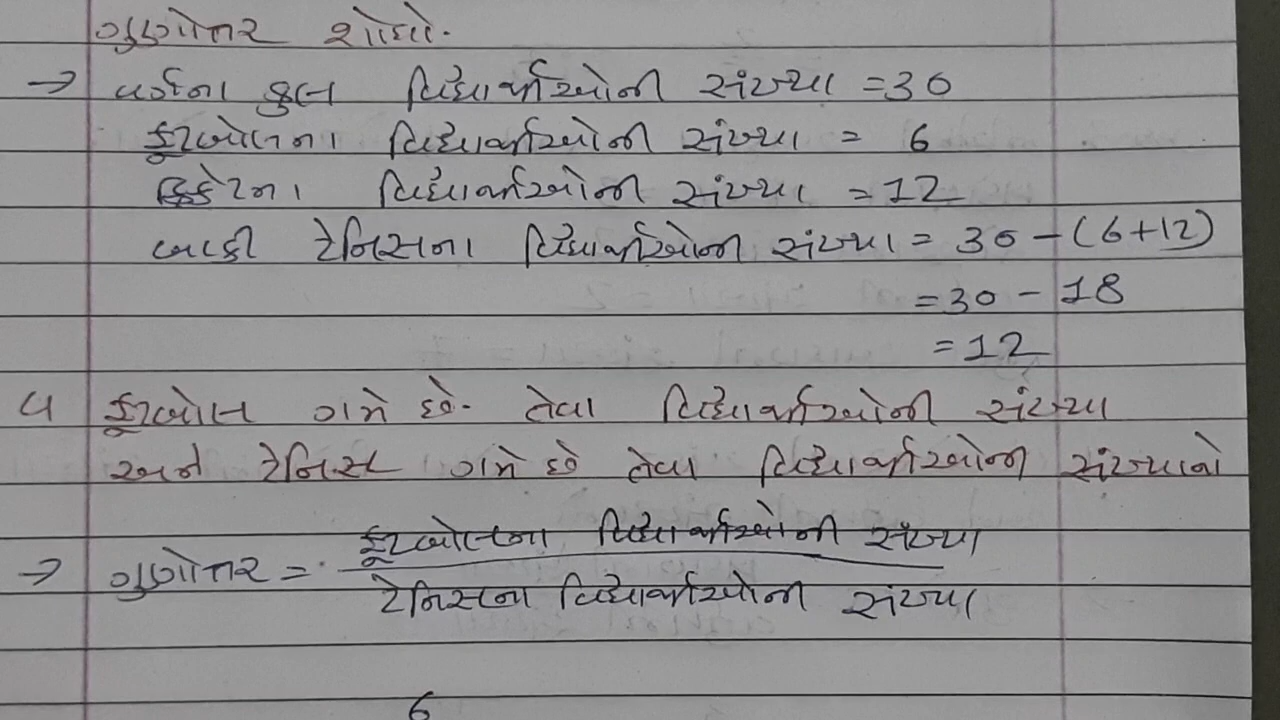 ગુણોત્તર શોધો.
→ વર્ગના કુલ વિદ્યાર્થીઓની સંખ્યા = 30
ફૂટબોલના વિદ્યાર્થીઓની સંખ્યા = 6
ક્રિકેટના વિદ્યાર્થીઓની સંખ્યા = 12
બાકી ટેનિસના વિદ્યાર્થીઓની સંખ્યા = 30 - (6+12)
= 30 - 18
= 12
ફૂટબોલ ગમે છે. તેવા વિદ્યાર્થીઓની સંખ્યા
અને ટેનિસ ગમે છે તેવા વિદ્યાર્થીઓની સંખ્યાનો
ફૂટબોલના વિદ્યાર્થીઓની સંખ્યા
→ ગુણોત્તર =
ટેનિસના વિદ્યાર્થીઓની સંખ્યા
6